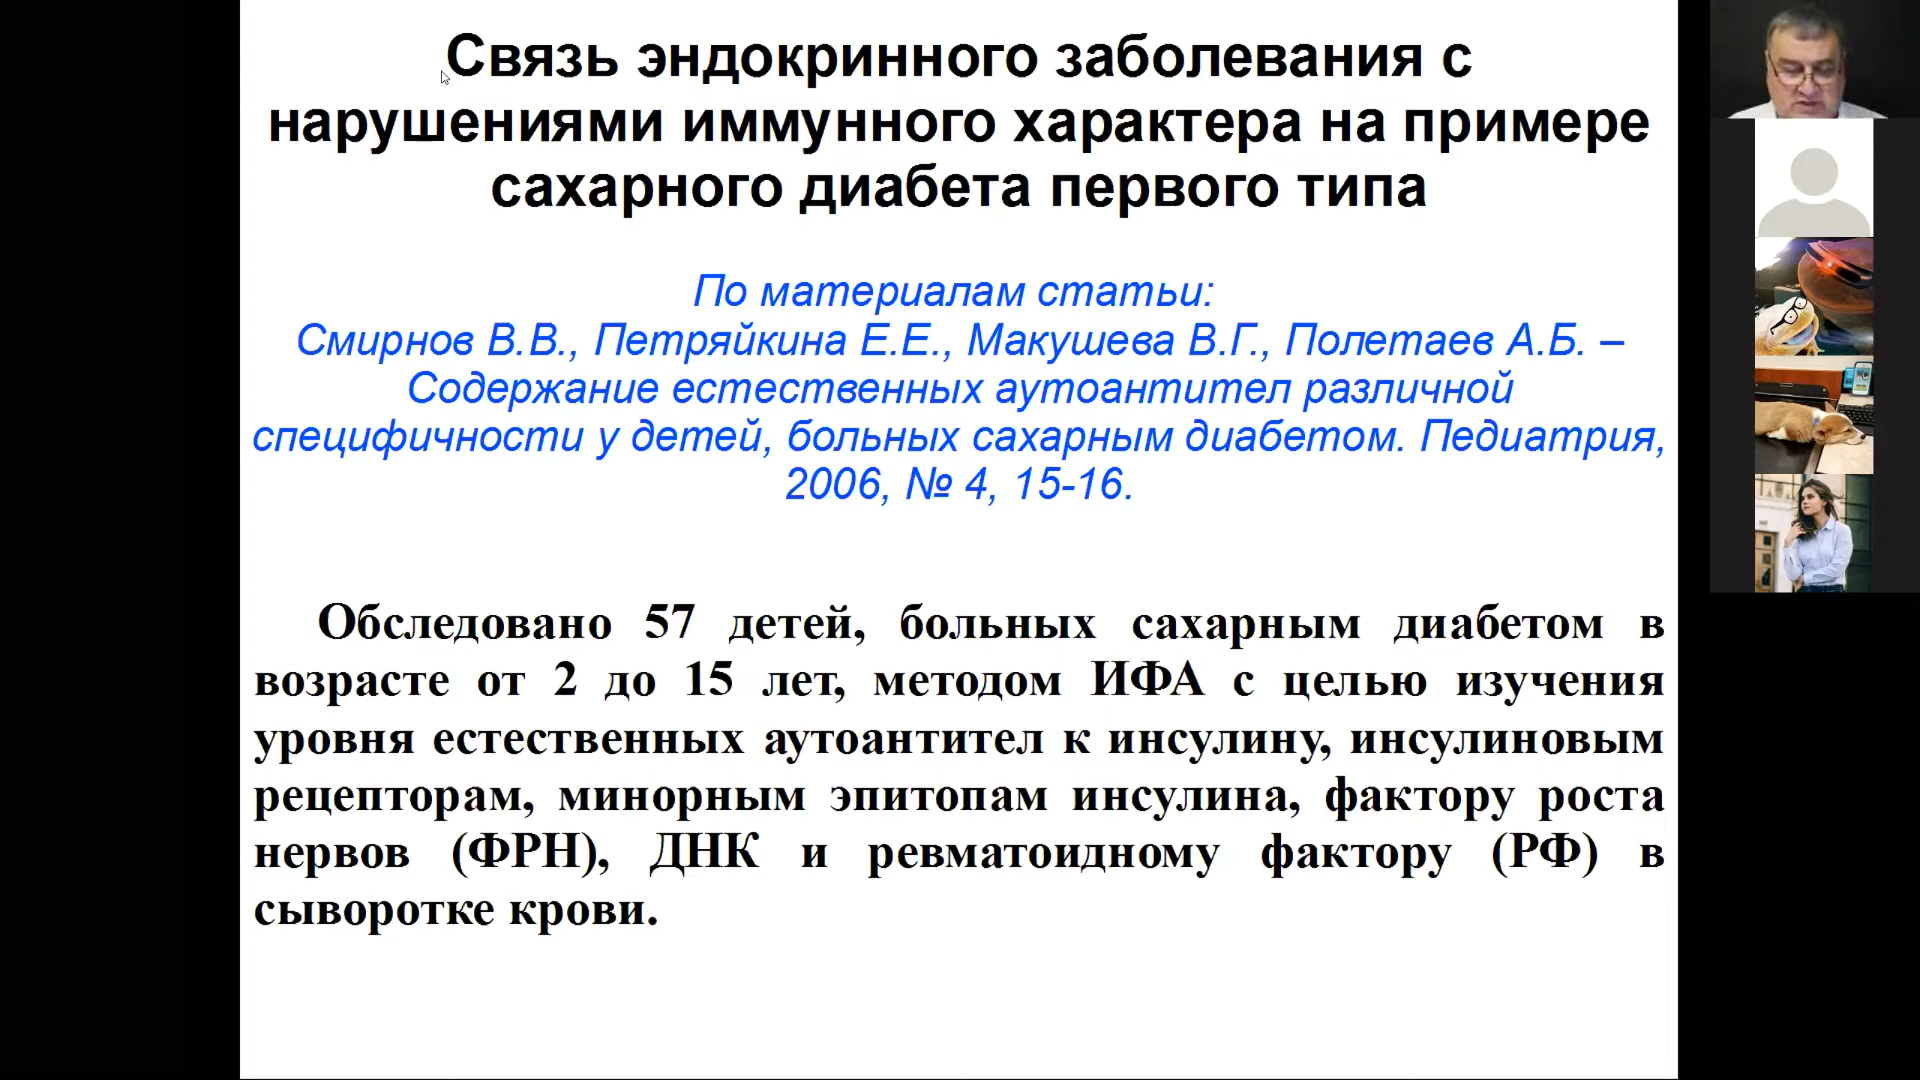 Связь эндокринного заболевания с
нарушениями иммунного характера на примере
сахарного диабета первого типа
По материалам статьи:
Смирнов В.В., Петряйкина Е.Е., Макушева В.Г., Полетаев А.Б. –
Содержание естественных аутоантител различной
специфичности у детей, больных сахарным диабетом. Педиатрия,
2006, № 4, 15-16.
Обследовано 57 детей, больных сахарным диабетом в
возрасте от 2 до 15 лет, методом ИФА с целью изучения
уровня естественных аутоантител к инсулину, инсулиновым
рецепторам, минорным эпитопам инсулина, фактору роста
нервов (ФРН), ДНК и ревматоидному фактору (РФ) в
сыворотке крови.